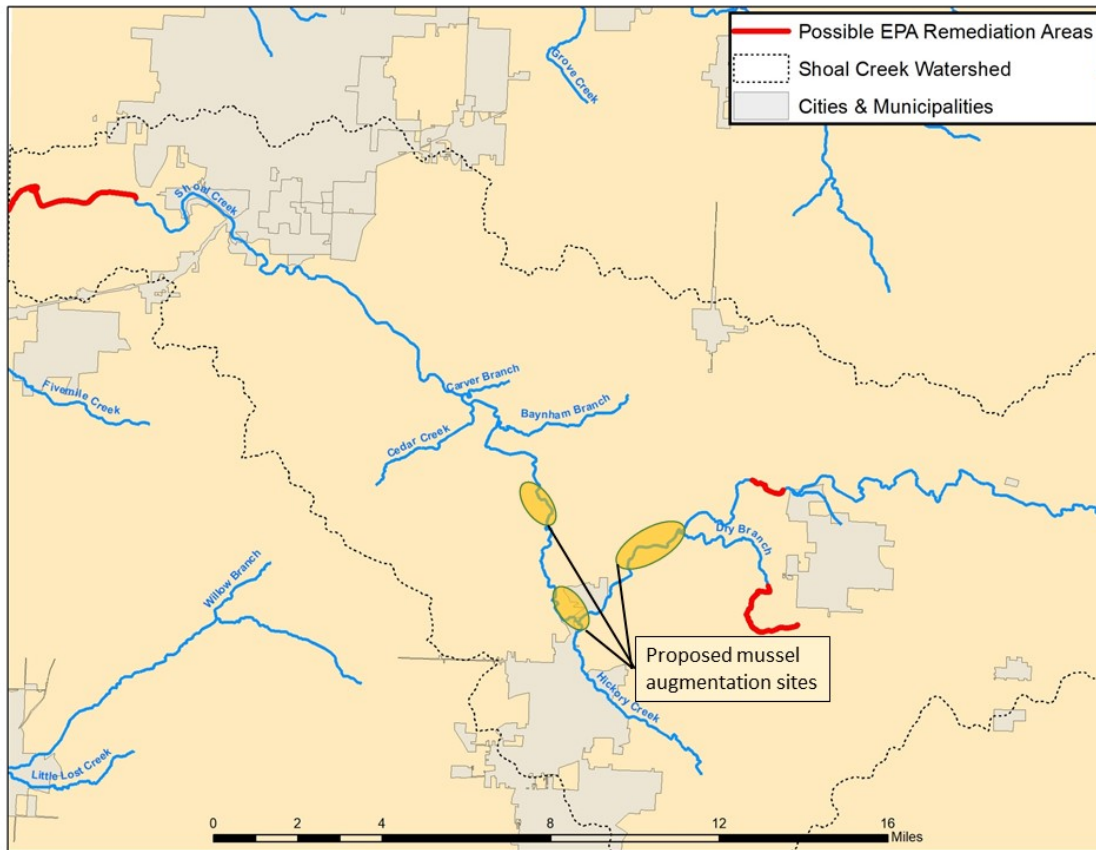 Possible EPA Remediation Areas
Shoal Creek Watershed
Cities & Municipalities
Grove Creek
Shoal Creek
Carver Branch
Baynham Branch
Fivemile Creek
Cedar Creek
Dry Branch
Willow Branch
Proposed mussel
augmentation sites
Hickory Creek
Little Lost Creek
0 2 4 8 12 16
Miles